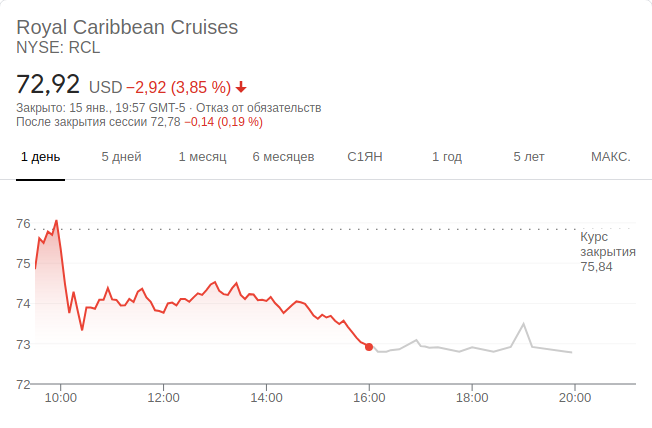 Royal Caribbean Cruises
NYSE: RCL
72,92 USD −2,92 (3,85 %)
Закрыто: 15 янв., 19:57 GMT-5 · Отказ от обязательств
После закрытия сессии 72,78 −0,14 (0,19 %)
1 день 5 дней 1 месяц 6 месяцев С1ЯН 1 год 5 лет МАКС.
76
Курс
закрытия
75,84
75
74
73
72
10:00 12:00 14:00 16:00 18:00 20:00